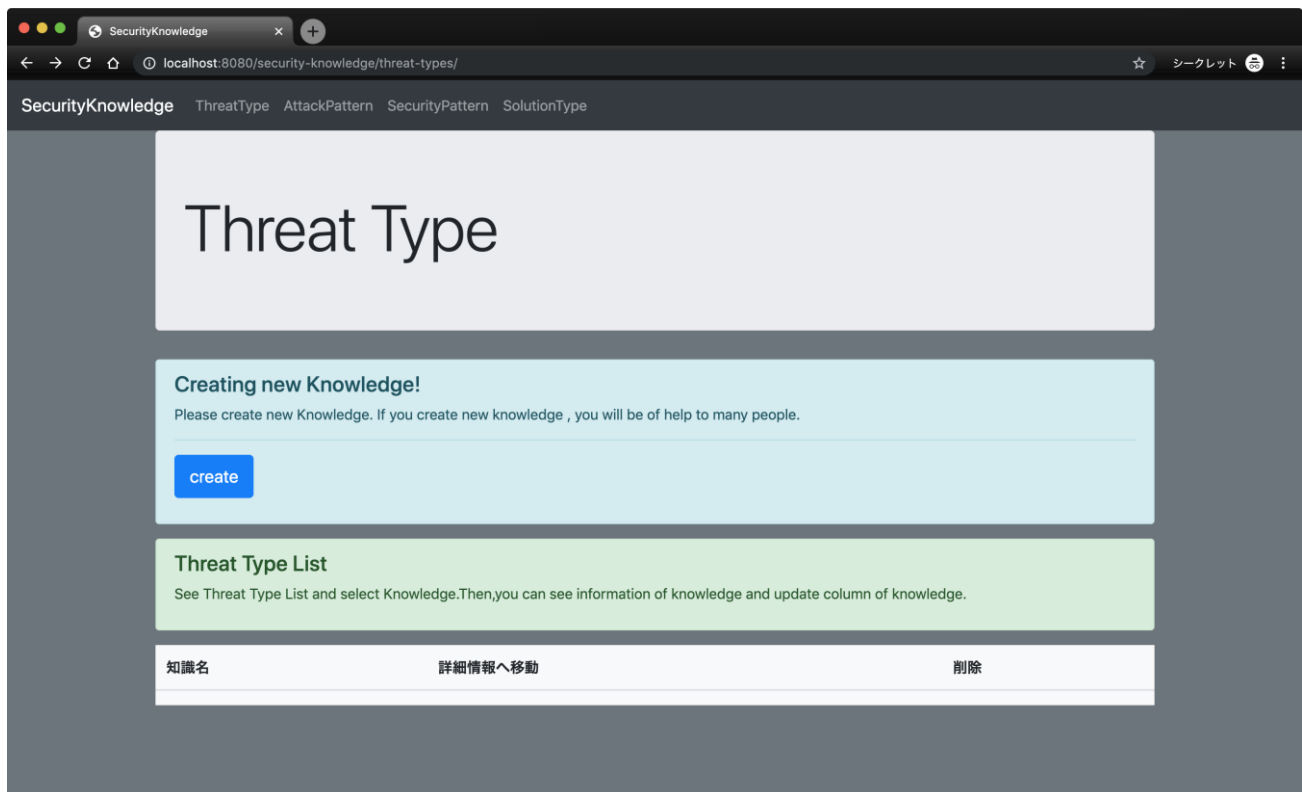 SecurityKnowledge
localhost:8080/security-knowledge/threat-types/
シークレット
SecurityKnowledge ThreatType AttackPattern SecurityPattern SolutionType
Threat Type
Creating new Knowledge!
Please create new Knowledge. If you create new knowledge , you will be of help to many people.
create
Threat Type List
See Threat Type List and select Knowledge.Then,you can see information of knowledge and update column of knowledge.
知識名 詳細情報へ移動 削除